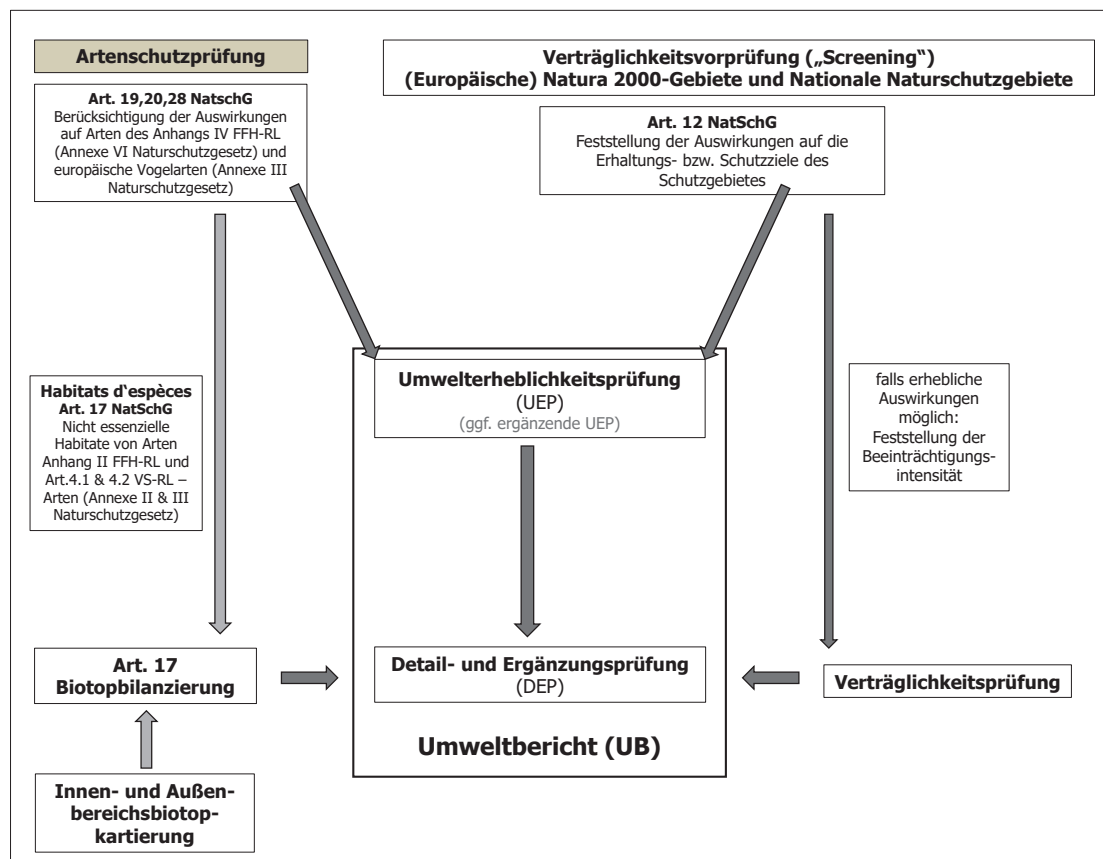 Artenschutzprüfung
Art. 19,20,28 NatschG
Berücksichtigung der Auswirkungen
auf Arten des Anhangs IV FFH-RL
(Annexe VI Naturschutzgesetz) und
europäische Vogelarten (Annexe III
Naturschutzgesetz)
Verträglichkeitsvorprüfung („Screening“)
(Europäische) Natura 2000-Gebiete und Nationale Naturschutzgebiete
Art. 12 NatSchG
Feststellung der Auswirkungen auf die
Erhaltungs- bzw. Schutzziele des
Schutzgebietes
Habitats d‘espèces
Art. 17 NatSchG
Nicht essenzielle
Habitate von Arten
Anhang II FFH-RL und
Art.4.1 & 4.2 VS-RL –
Arten (Annexe II & III
Naturschutzgesetz)
Umwelterheblichkeitsprüfung
(UEP)
(ggf. ergänzende UEP)
falls erhebliche
Auswirkungen
möglich:
Feststellung der
Beeinträchtigungs-
intensität
Art. 17
Biotopbilanzierung
Detail- und Ergänzungsprüfung
(DEP)
Verträglichkeitsprüfung
Umweltbericht (UB)
Innen- und Außen-
bereichsbiotop-
kartierung